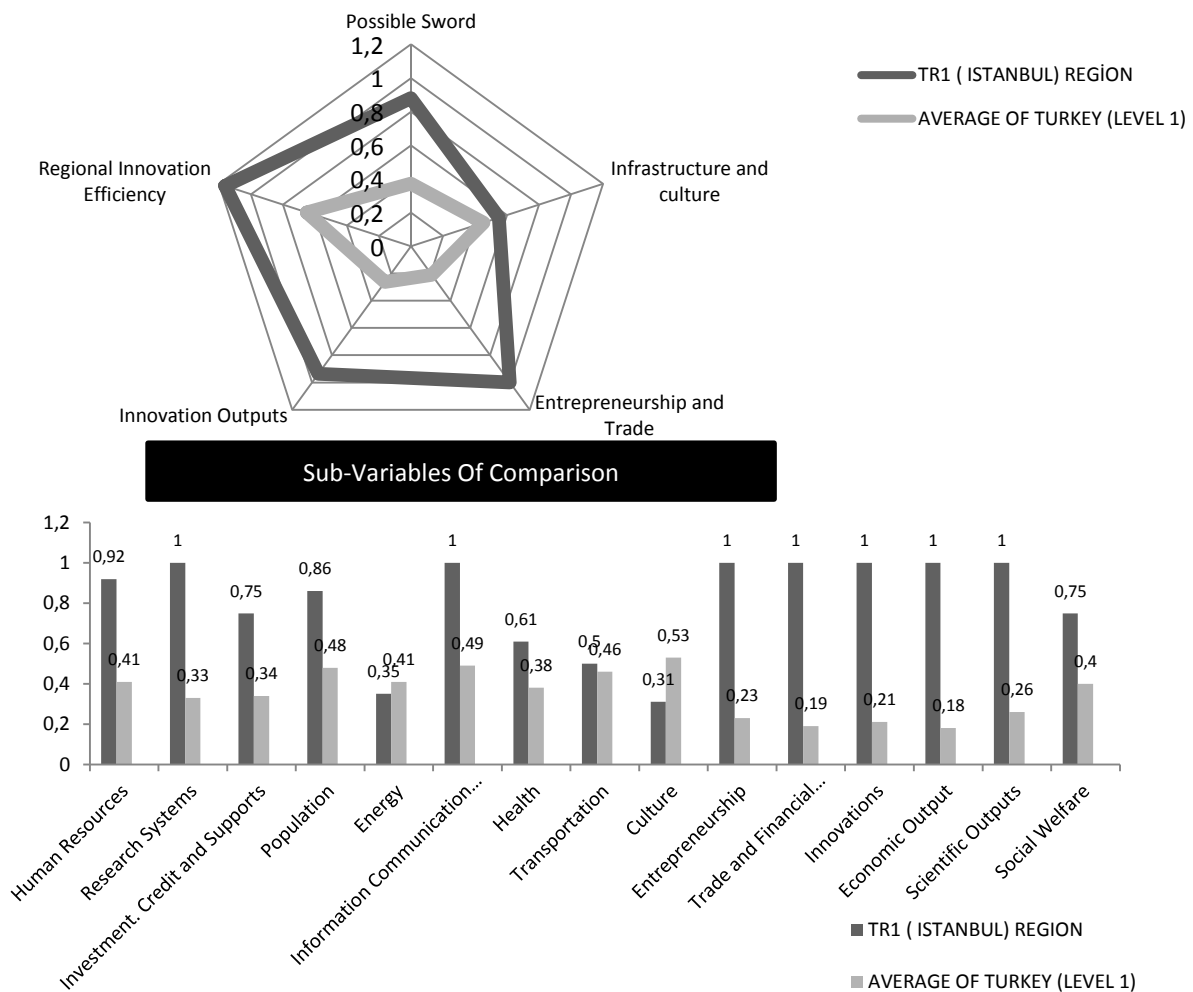 Possible Sword
1,2
1
0,8
0,6
0,4
0,2
0
TR1 ( ISTANBUL) REGİON
AVERAGE OF TURKEY (LEVEL 1)
Regional Innovation
Efficiency
Infrastructure and
culture
Innovation Outputs
Entrepreneurship and
Trade
Sub-Variables Of Comparison
1,2
1
0,8
0,6
0,4
0,2
0
0,92
0,41
1
0,33
0,75
0,34
0,86
0,48
0,35
0,41
1
0,49
0,61
0,38
0,5
0,46
0,31
0,53
1
0,23
1
0,19
1
0,21
1
0,18
1
0,26
0,75
0,4
Human Resources
Research Systems
Investment. Credit and Supports
Population
Energy
Information Communication...
Health
Transportation
Culture
Entrepreneurship
Trade and Financial...
Innovations
Economic Output
Scientific Outputs
Social Welfare
TR1 ( ISTANBUL) REGION
AVERAGE OF TURKEY (LEVEL 1)